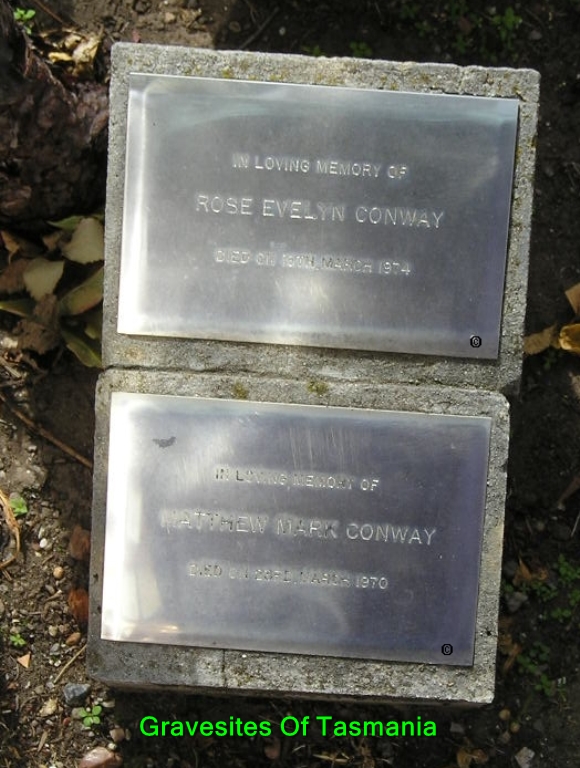 IN LOVING MEMORY OF
ROSE EVELYN CONWAY
DIED ON MARCH 1974
©
IN LOVING MEMORY OF
MATTHEW MARK CONWAY
DIED ON MARCH 1970
©
Gravesites Of Tasmania